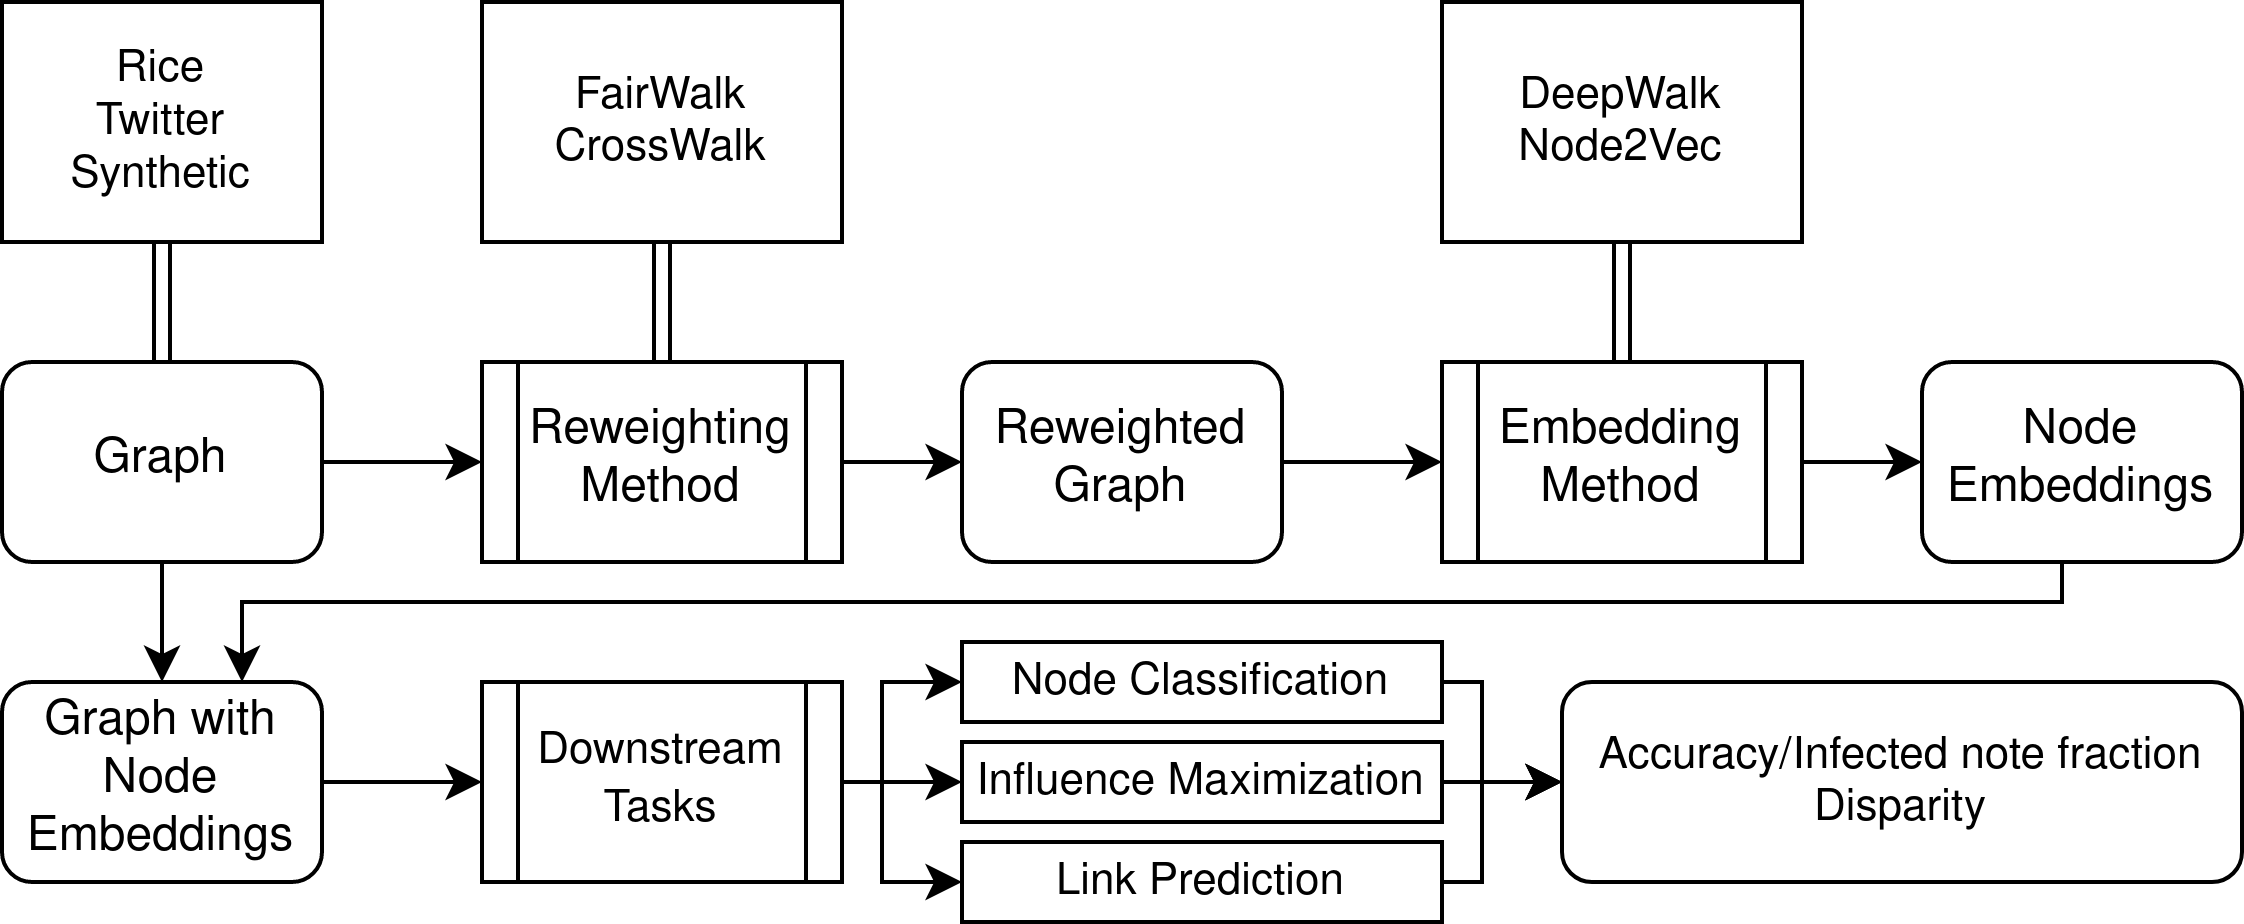 Rice
Twitter
Synthetic
FairWalk
CrossWalk
DeepWalk
Node2Vec
Graph
Reweighting
Method
Reweighted
Graph
Embedding
Method
Node
Embeddings
Graph with
Node
Embeddings
Downstream
Tasks
Node Classification
Influence Maximization
Link Prediction
Accuracy/Infected note fraction
Disparity